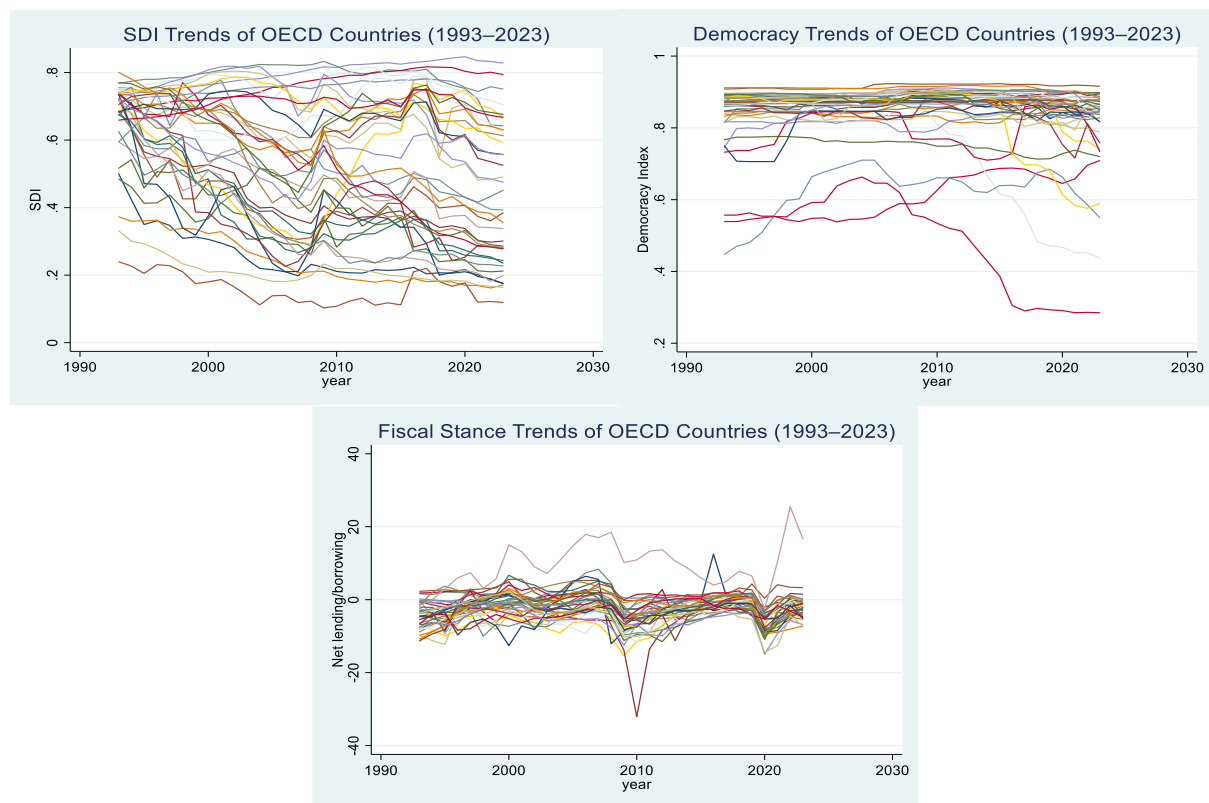 SDI Trends of OECD Countries (1993–2023)
SDI
.8
.6
.4
.2
0
1990 2000 2010 2020 2030
year
Democracy Trends of OECD Countries (1993–2023)
Democracy Index
1
.8
.6
.4
.2
1990 2000 2010 2020 2030
year
Fiscal Stance Trends of OECD Countries (1993–2023)
Net lending/borrowing
40
20
0
-20
-40
1990 2000 2010 2020 2030
year